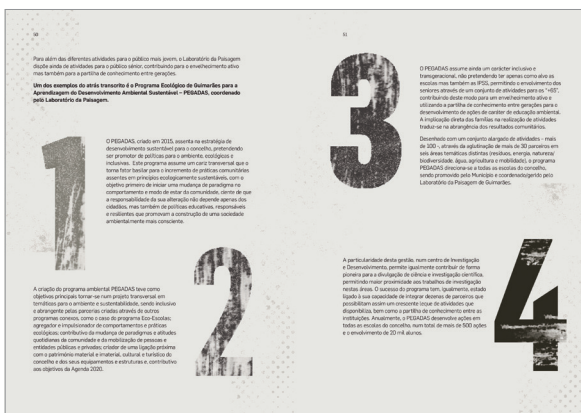 Para além das diferentes atividades para o público mais jovem, o Laboratório da Paisagem
dispõe ainda de atividades para o público sénior, contribuindo para o envelhecimento ativo
mas também para a partilha de conhecimento entre gerações.
Um dos exemplos do atrás transcrito é o Programa Ecológico de Guimarães para a
Aprendizagem do Desenvolvimento Ambiental Sustentável – PEGADAS, coordenado
pelo Laboratório da Paisagem.
1
O PEGADAS, criado em 2015, assenta na estratégia de
desenvolvimento sustentável para o concelho, pretendendo
ser promotor de políticas para o ambiente, ecológicos e
inclusivos. Este programa assume um cariz transversal que o
torna fator basilar para o incremento de práticas comunitárias
assentes em princípios ecologicamente sustentáveis, com o
objetivo primeiro de iniciar uma mudança de paradigma no
comportamento e modo de estar da comunidade, ciente de que
a responsabilidade da sua alteração não depende apenas dos
cidadãos, mas também de políticas educativas, responsáveis
e resilientes que promovam a construção de uma sociedade
ambientalmente mais consciente.
A criação do programa ambiental PEGADAS teve como
objetivos principais tornar-se num projeto transversal em
temáticas para o ambiente e sustentabilidade, sendo inclusivo
e abrangente pelas parcerias criadas através de outros
programas conexos, como o caso do programa Eco-Escolas;
agregador e impulsionador de comportamentos e práticas
ecológicos; contributivo da mudança de paradigmas e atitudes
quotidianas da comunidade e da mobilização de pessoas e
entidades públicas e privadas; criador de uma ligação próxima
com o património material e imaterial, cultural e turístico do
concelho e dos seus equipamentos e estruturas e, contributivo
aos objetivos da Agenda 2020.
2
3
O PEGADAS assume ainda um carácter inclusivo e
transgeracional, não pretendendo ter apenas como alvo as
escolas mas também as IPSS, permitindo o envolvimento dos
seniores através de um conjunto de atividades para as "+65",
contribuindo deste modo para um envelhecimento ativo e
utilizando a partilha de conhecimento entre gerações para o
desenvolvimento de ações de carácter de educação ambiental.
A implicação direta das famílias na realização de atividades
traduz-se na abrangência dos resultados comunitários.
Desenhado com um conjunto alargado de atividades - mais
de 100 -, através da aglutinação de mais de 30 parceiros em
seis áreas temáticas distintas (resíduos, energia, natureza/
biodiversidade, água, agricultura e mobilidade), o programa
PEGADAS direciona-se a todas as escolas do concelho,
sendo promovido pelo Município e coordenado/gerido pelo
Laboratório da Paisagem de Guimarães.
A particularidade desta gestão, num centro de Investigação
e Desenvolvimento, permite igualmente contribuir de forma
pioneira para a divulgação de ciência e investigação científica,
permitindo maior proximidade aos trabalhos de investigação
nestas áreas. O sucesso do programa tem, igualmente, estado
ligado à sua capacidade de integrar dezenas de parceiros que
possibilitam assim um crescente leque de atividades que
disponibiliza, bem como a partilha de conhecimento entre as
instituições. Anualmente, o PEGADAS desenvolve ações em
todas as escolas do concelho, num total de mais de 500 ações
e o envolvimento de 20 mil alunos.
4